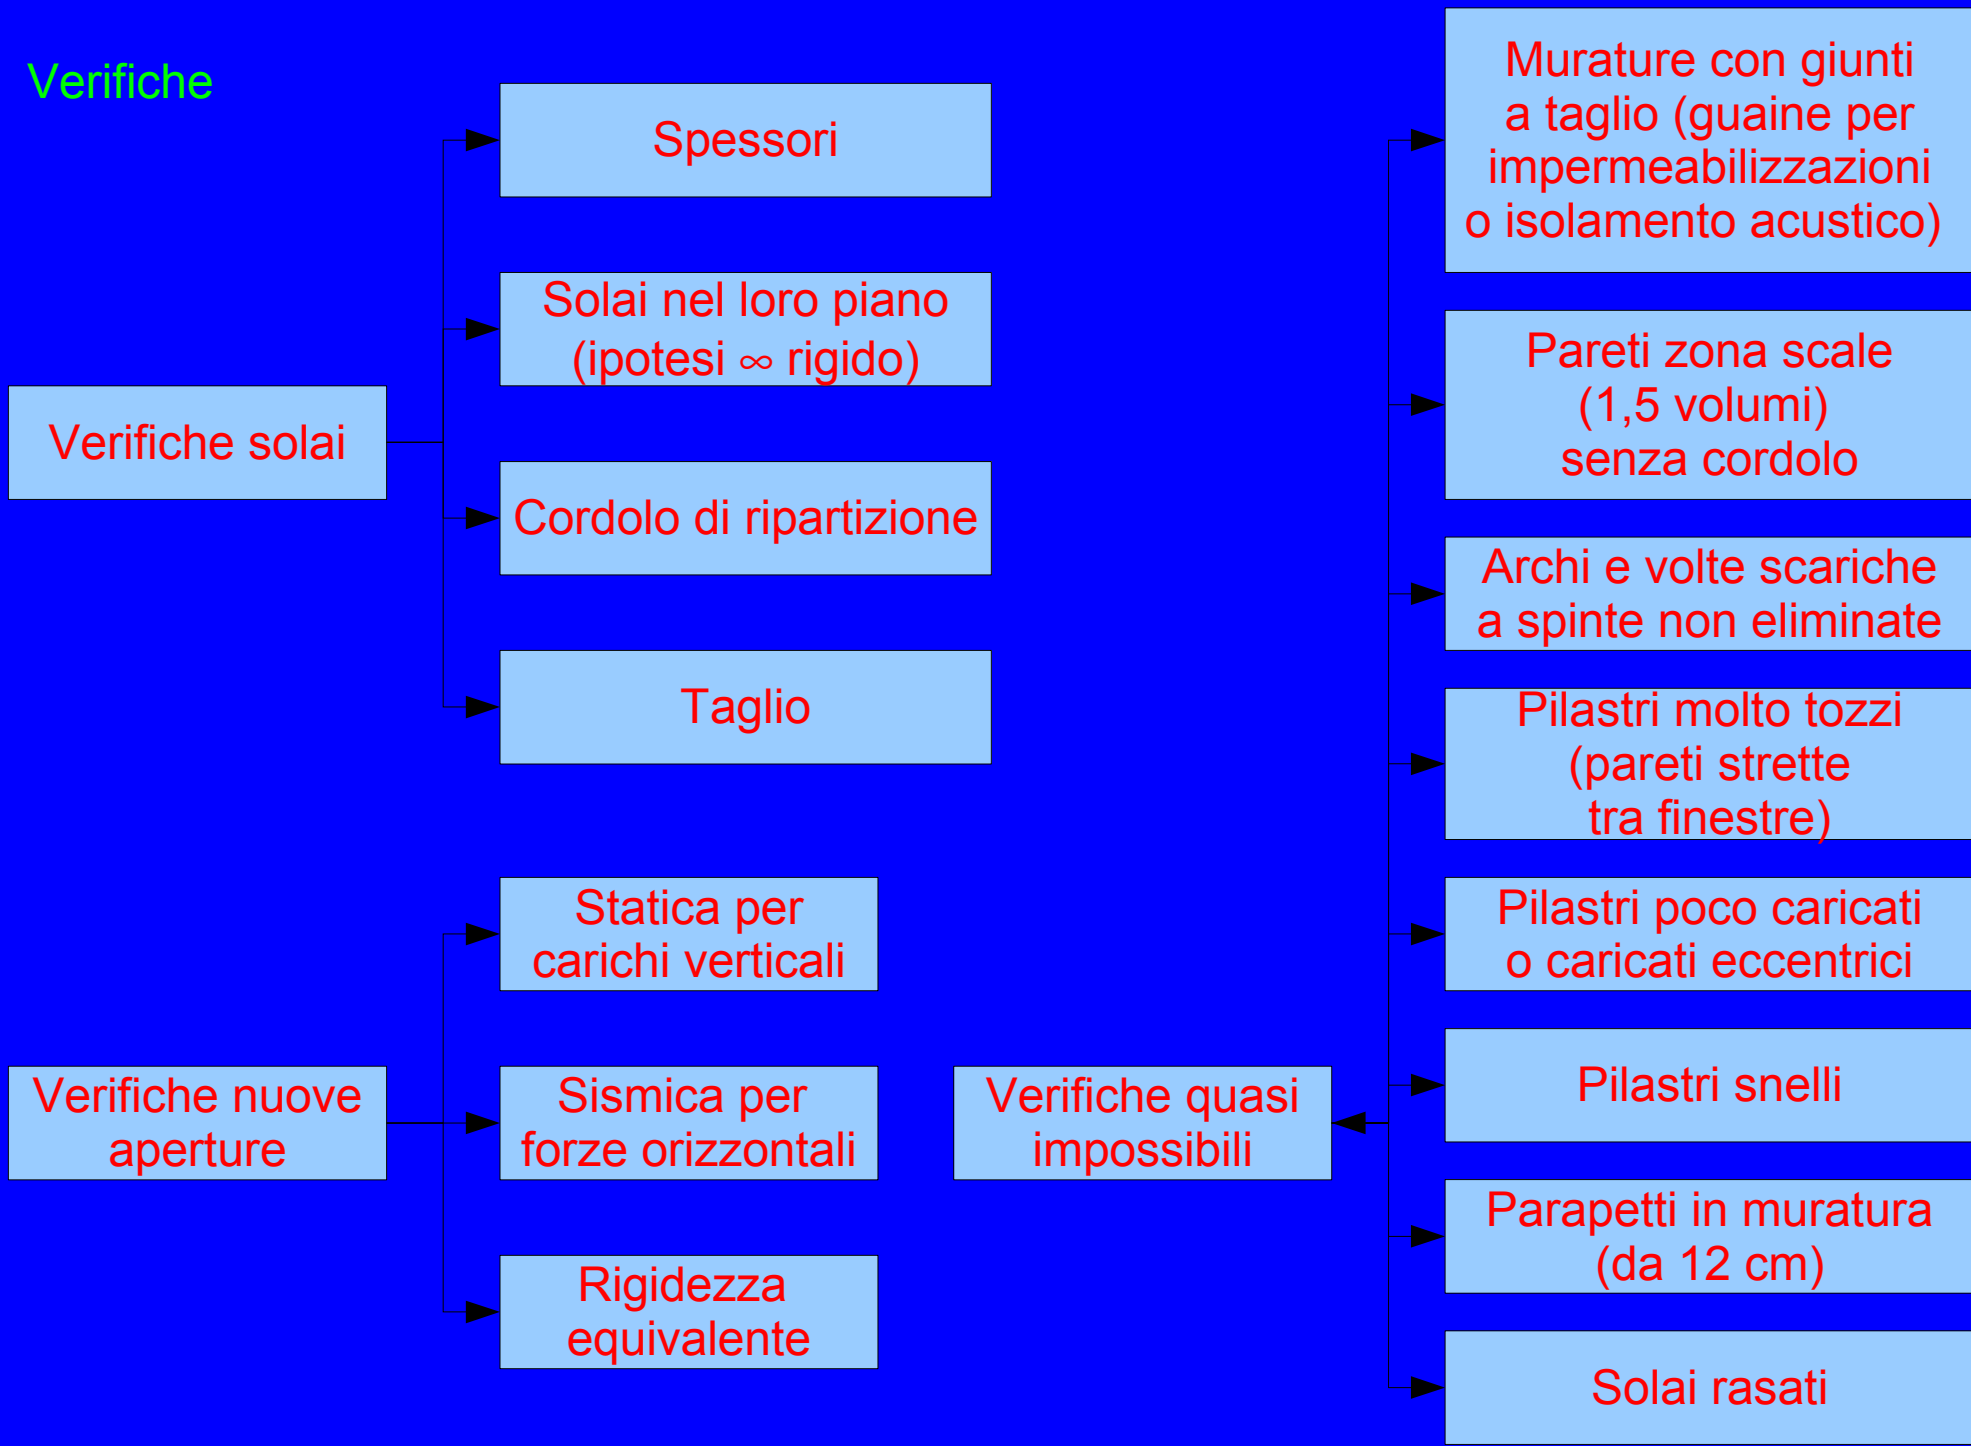 Verifiche
Verifiche solai
Spessori
Solai nel loro piano
(ipotesi ∞ rigido)
Cordolo di ripartizione
Taglio
Verifiche nuove
aperture
Statica per
carichi verticali
Sismica per
forze orizzontali
Rigidezza
equivalente
Verifiche quasi
impossibili
Murature con giunti
a taglio (guaine per
impermeabilizzazioni
o isolamento acustico)
Pareti zona scale
(1,5 volumi)
senza cordolo
Archi e volte scariche
a spinte non eliminate
Pilastri molto tozzi
(pareti strette
tra finestre)
Pilastri poco caricati
o caricati eccentrici
Pilastri snelli
Parapetti in muratura
(da 12 cm)
Solai rasati